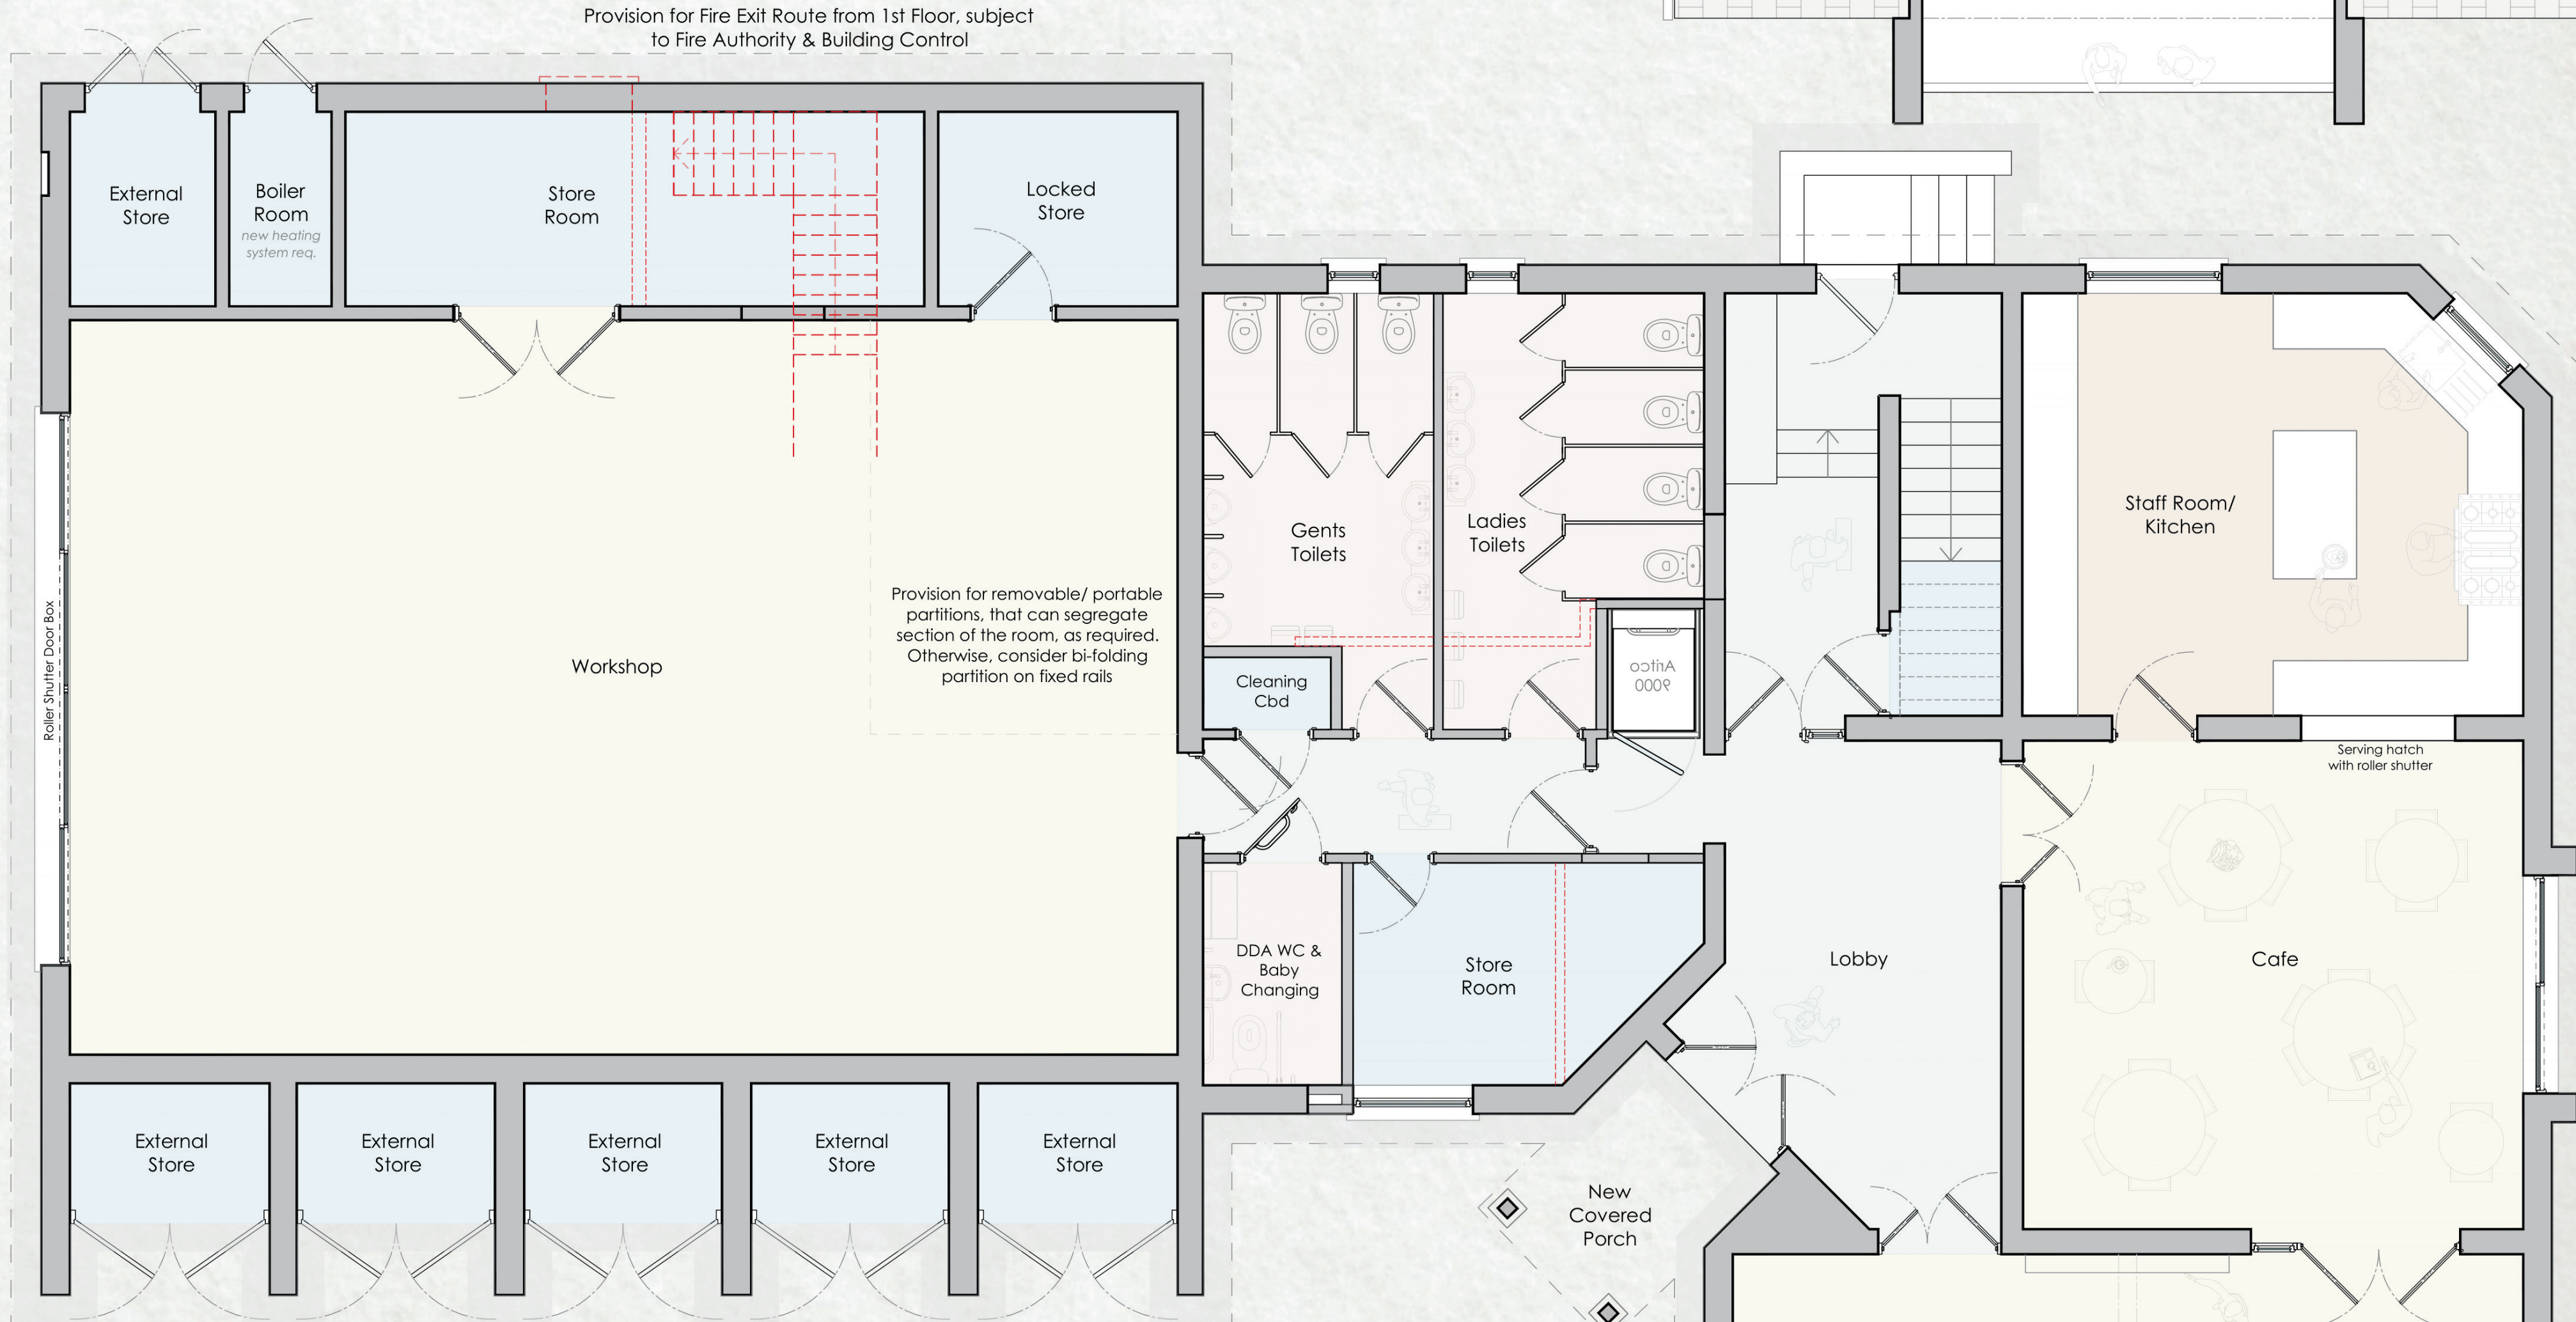 Provision for Fire Exit Route from 1st Floor, subject
to Fire Authority & Building Control
External
Store
Boiler
Room
new heating
system req.
Store
Room
Locked
Store
Roller Shutter Door Box
Workshop
Provision for removable/ portable
partitions, that can segregate
section of the room, as required.
Otherwise, consider bi-folding
partition on fixed rails
Gents
Toilets
Ladies
Toilets
Cleaning
Cbd
Aritco
9000
Staff Room/
Kitchen
Serving hatch
with roller shutter
DDA WC &
Baby
Changing
Store
Room
Lobby
Cafe
External
Store
External
Store
External
Store
External
Store
External
Store
New
Covered
Porch